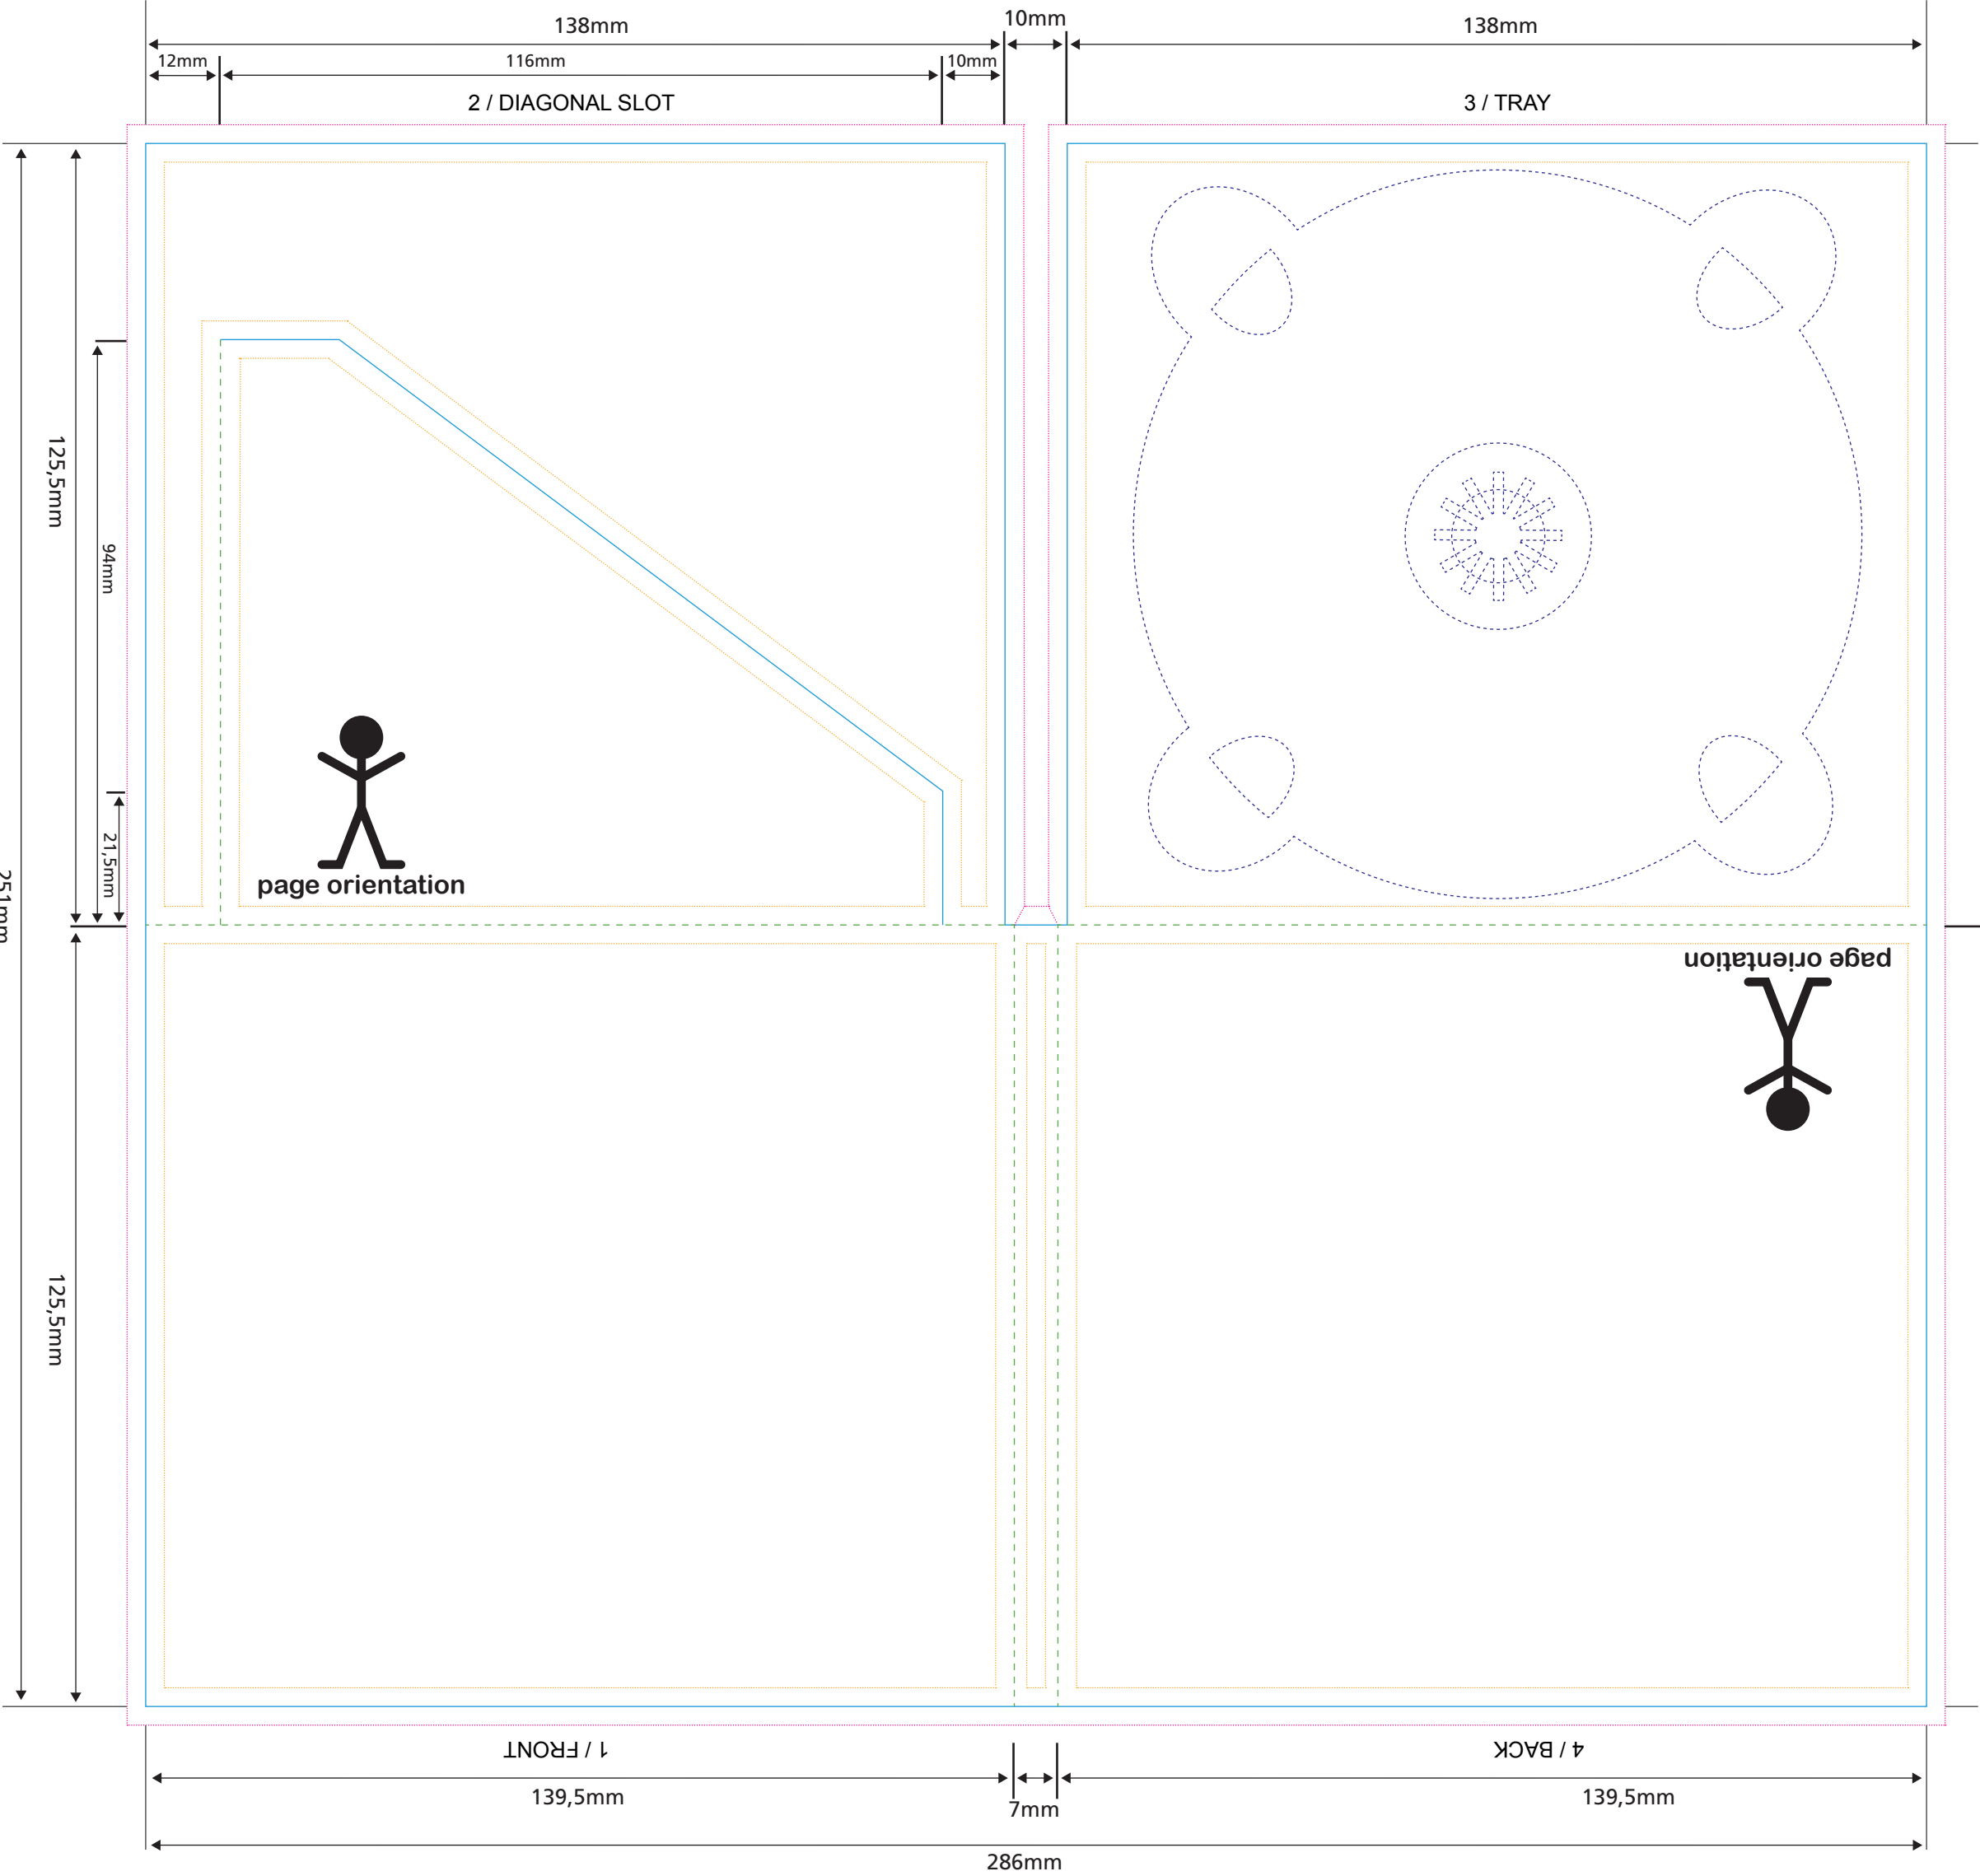 138mm
10mm
138mm
12mm
116mm
10mm
2 / DIAGONAL SLOT
3 / TRAY
125,5mm
94mm
21,5mm
251mm
page orientation
page orientation
125,5mm
1 / FRONT
4 / BACK
139,5mm
7mm
139,5mm
286mm